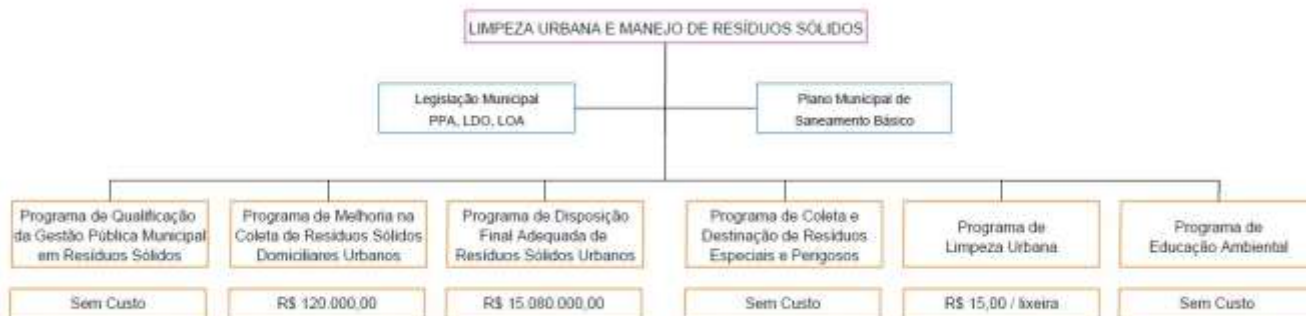 LIMPEZA URBANA E MANEJO DE RESÍDUOS SÓLIDOS
Legislação Municipal
PPA, LDO, LOA
Plano Municipal de
Saneamento Básico
Programa de Qualificação
da Gestão Pública Municipal
em Resíduos Sólidos
Programa de Melhoria na
Coleta de Resíduos Sólidos
Domiciliares Urbanos
Programa de Disposição
Final Adequada de
Resíduos Sólidos Urbanos
Programa de Coleta e
Destinação de Resíduos
Especiais e Perigosos
Programa de
Limpeza Urbana
Programa de
Educação Ambiental
Sem Custo
R$ 120.000,00
R$ 15.080.000,00
Sem Custo
R$ 15,00 / lixeira
Sem Custo